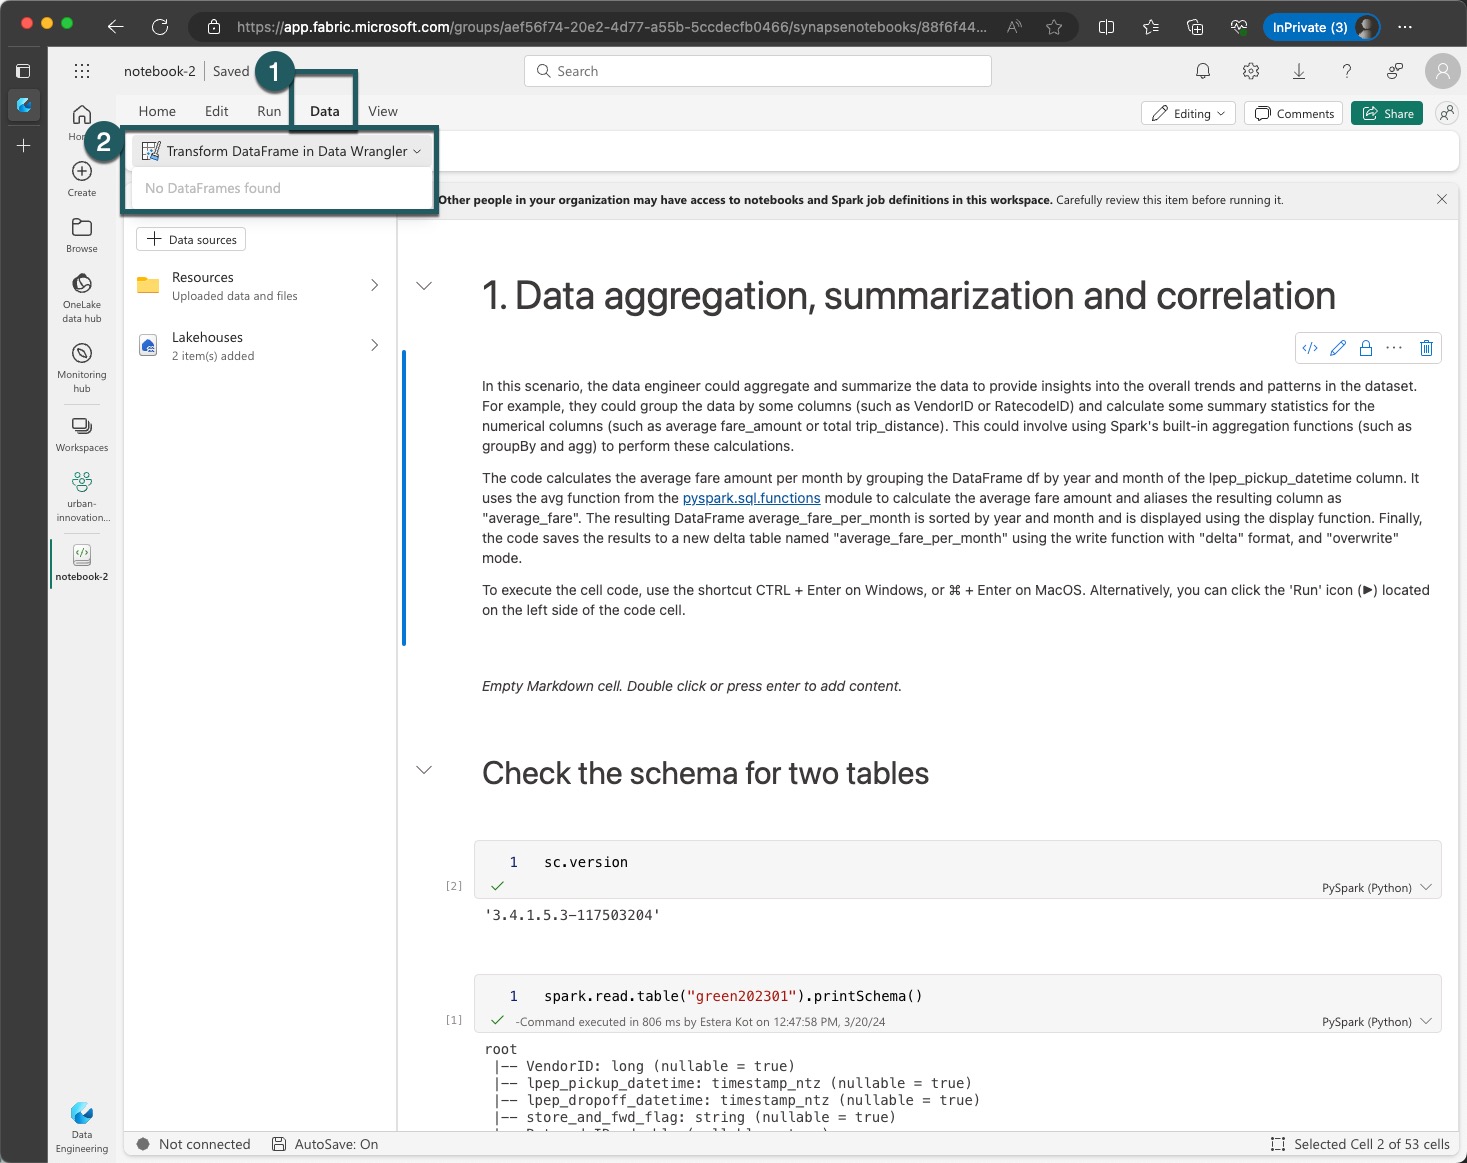 https://app.fabric.microsoft.com/groups/aef56f74-20e2-4d77-a55b-5ccdecfb0466/synapsenotebooks/88f6f44...
InPrivate (3)
notebook-2
Saved
1
Search
Home
Edit
Run
Data
View
Editing
Comments
Share
2
Transform DataFrame in Data Wrangler
No DataFrames found
Create
Browse
OneLake
data hub
Monitoring
hub
Workspaces
urban-
innovation...
notebook-2
Data
Engineering
Other people in your organization may have access to notebooks and Spark job definitions in this workspace. Carefully review this item before running it.
Data sources
Resources
Uploaded data and files
Lakehouses
2 item(s) added
1. Data aggregation, summarization and correlation
In this scenario, the data engineer could aggregate and summarize the data to provide insights into the overall trends and patterns in the dataset.
For example, they could group the data by some columns (such as VendorID or RatecodeID) and calculate some summary statistics for the
numerical columns (such as average fare_amount or total trip_distance). This could involve using Spark's built-in aggregation functions (such as
groupBy and agg) to perform these calculations.
The code calculates the average fare amount per month by grouping the DataFrame df by year and month of the lpep_pickup_datetime column. It
uses the avg function from the pyspark.sql.functions module to calculate the average fare amount and aliases the resulting column as
"average_fare". The resulting DataFrame average_fare_per_month is sorted by year and month and is displayed using the display function. Finally,
the code saves the results to a new delta table named "average_fare_per_month" using the write function with "delta" format, and "overwrite"
mode.
To execute the cell code, use the shortcut CTRL + Enter on Windows, or ⌘ + Enter on MacOS. Alternatively, you can click the 'Run' icon (▶) located
on the left side of the code cell.
Empty Markdown cell. Double click or press enter to add content.
Check the schema for two tables
1 sc.version
[2]
PySpark (Python)
'3.4.1.5.3-117503204'
1 spark.read.table("green202301").printSchema()
[1]
-Command executed in 806 ms by Estera Kot on 12:47:58 PM, 3/20/24
PySpark (Python)
root
|-- VendorID: long (nullable = true)
|-- lpep_pickup_datetime: timestamp_ntz (nullable = true)
|-- lpep_dropoff_datetime: timestamp_ntz (nullable = true)
|-- store_and_fwd_flag: string (nullable = true)
Not connected
AutoSave: On
Selected Cell 2 of 53 cells